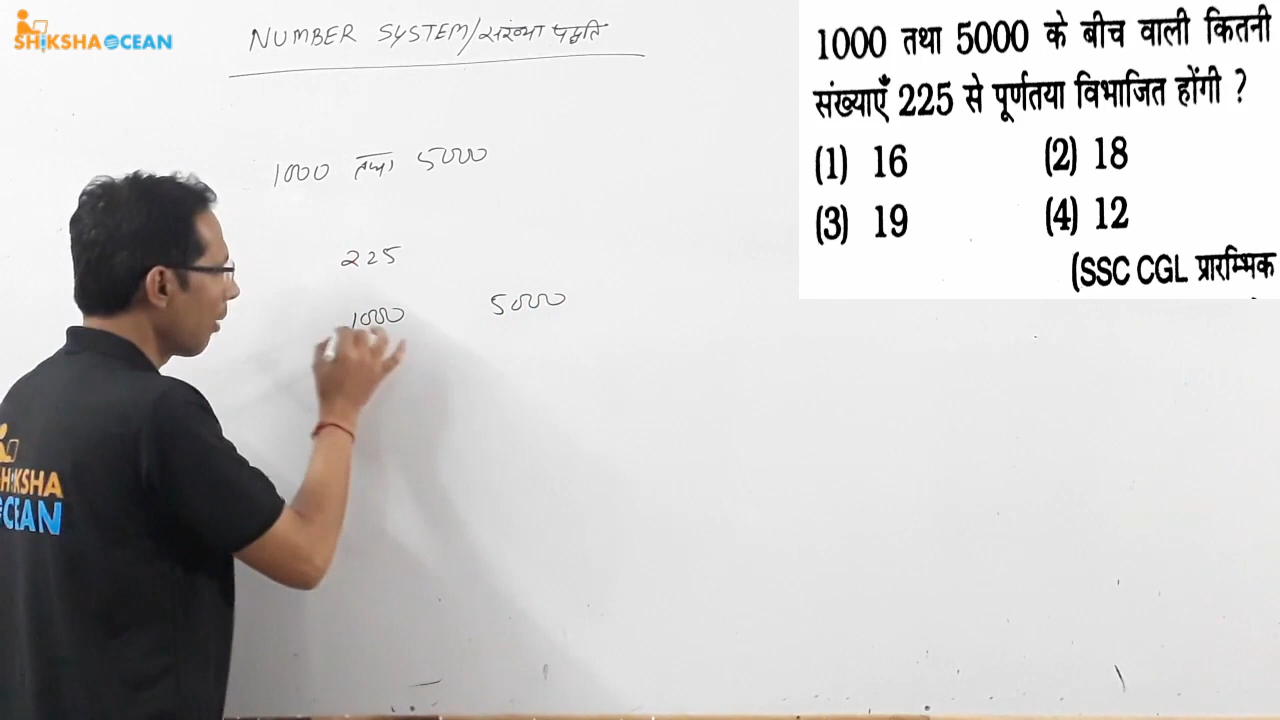 SHIKSHA OCEAN
NUMBER SYSTEM/संख्या पद्धति
1000 तथा 5000
225
1000 5000
SHIKSHA
OCEAN
1000 तथा 5000 के बीच वाली कितनी
संख्याएँ 225 से पूर्णतया विभाजित होंगी ?
(1) 16 (2) 18
(3) 19 (4) 12
(SSC CGL प्रारम्भिक